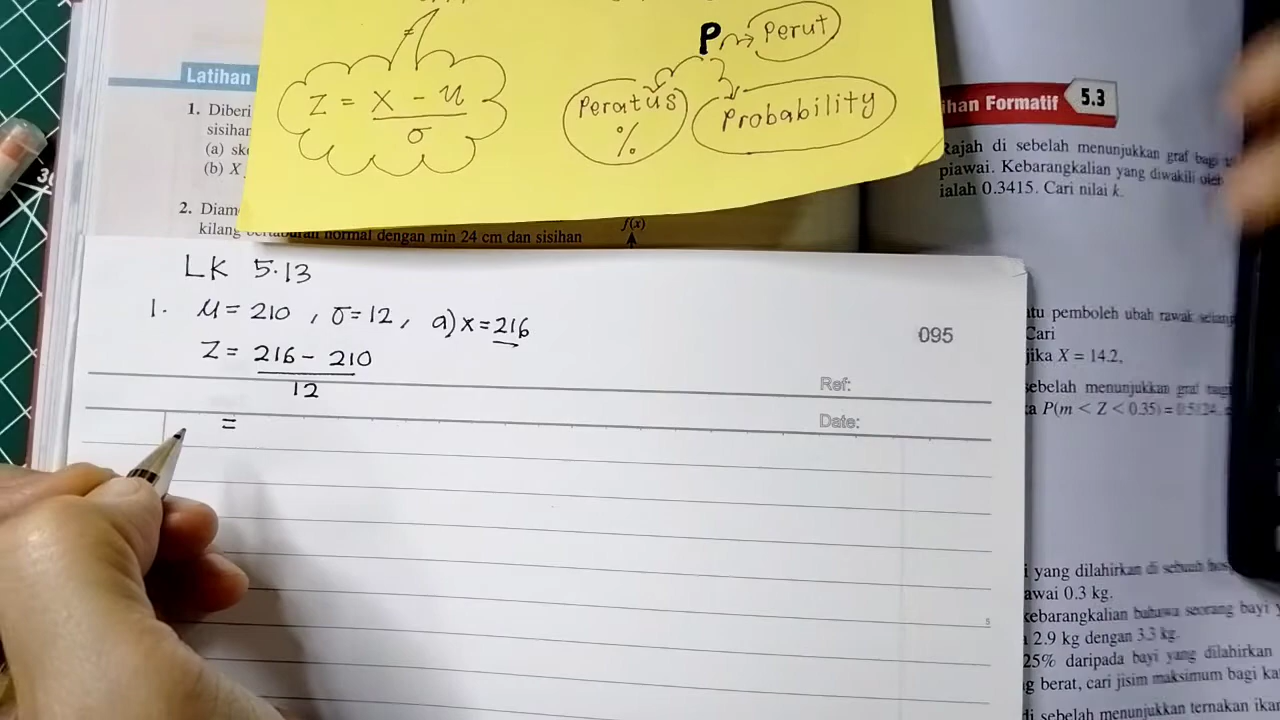 P
Perut
Z = X - μ
σ
Peratus
%
Probability
Latihan
1. Diberi
sisihan
(a)
(b) X
2. Diam
kilang bertaburan normal dengan min 24 cm dan sisihan
f(x)
5.3
Formatif
Rajah di sebelah menunjukkan graf bagi
piawai. Kebarangkalian yang diwakili oleh
ialah 0.3415. Cari nilai k.
LK 5.13
1. μ = 210 , σ = 12 , a) x = 216
Z = 216 - 210
12
=
095
Ref:
Date:
pemboleh ubah rawak
Cari
jika X = 14.2,
sebelah menunjukkan graf
P(m < Z < 0.35) =
yang dilahirkan di sebuah
0.3 kg.
kebarangkalian bahawa seorang bayi
2.9 kg dengan 3.3 kg.
25% daripada bayi yang dilahirkan
berat, cari jisim maksimum bagi
di sebelah menunjukkan ternakan ikan